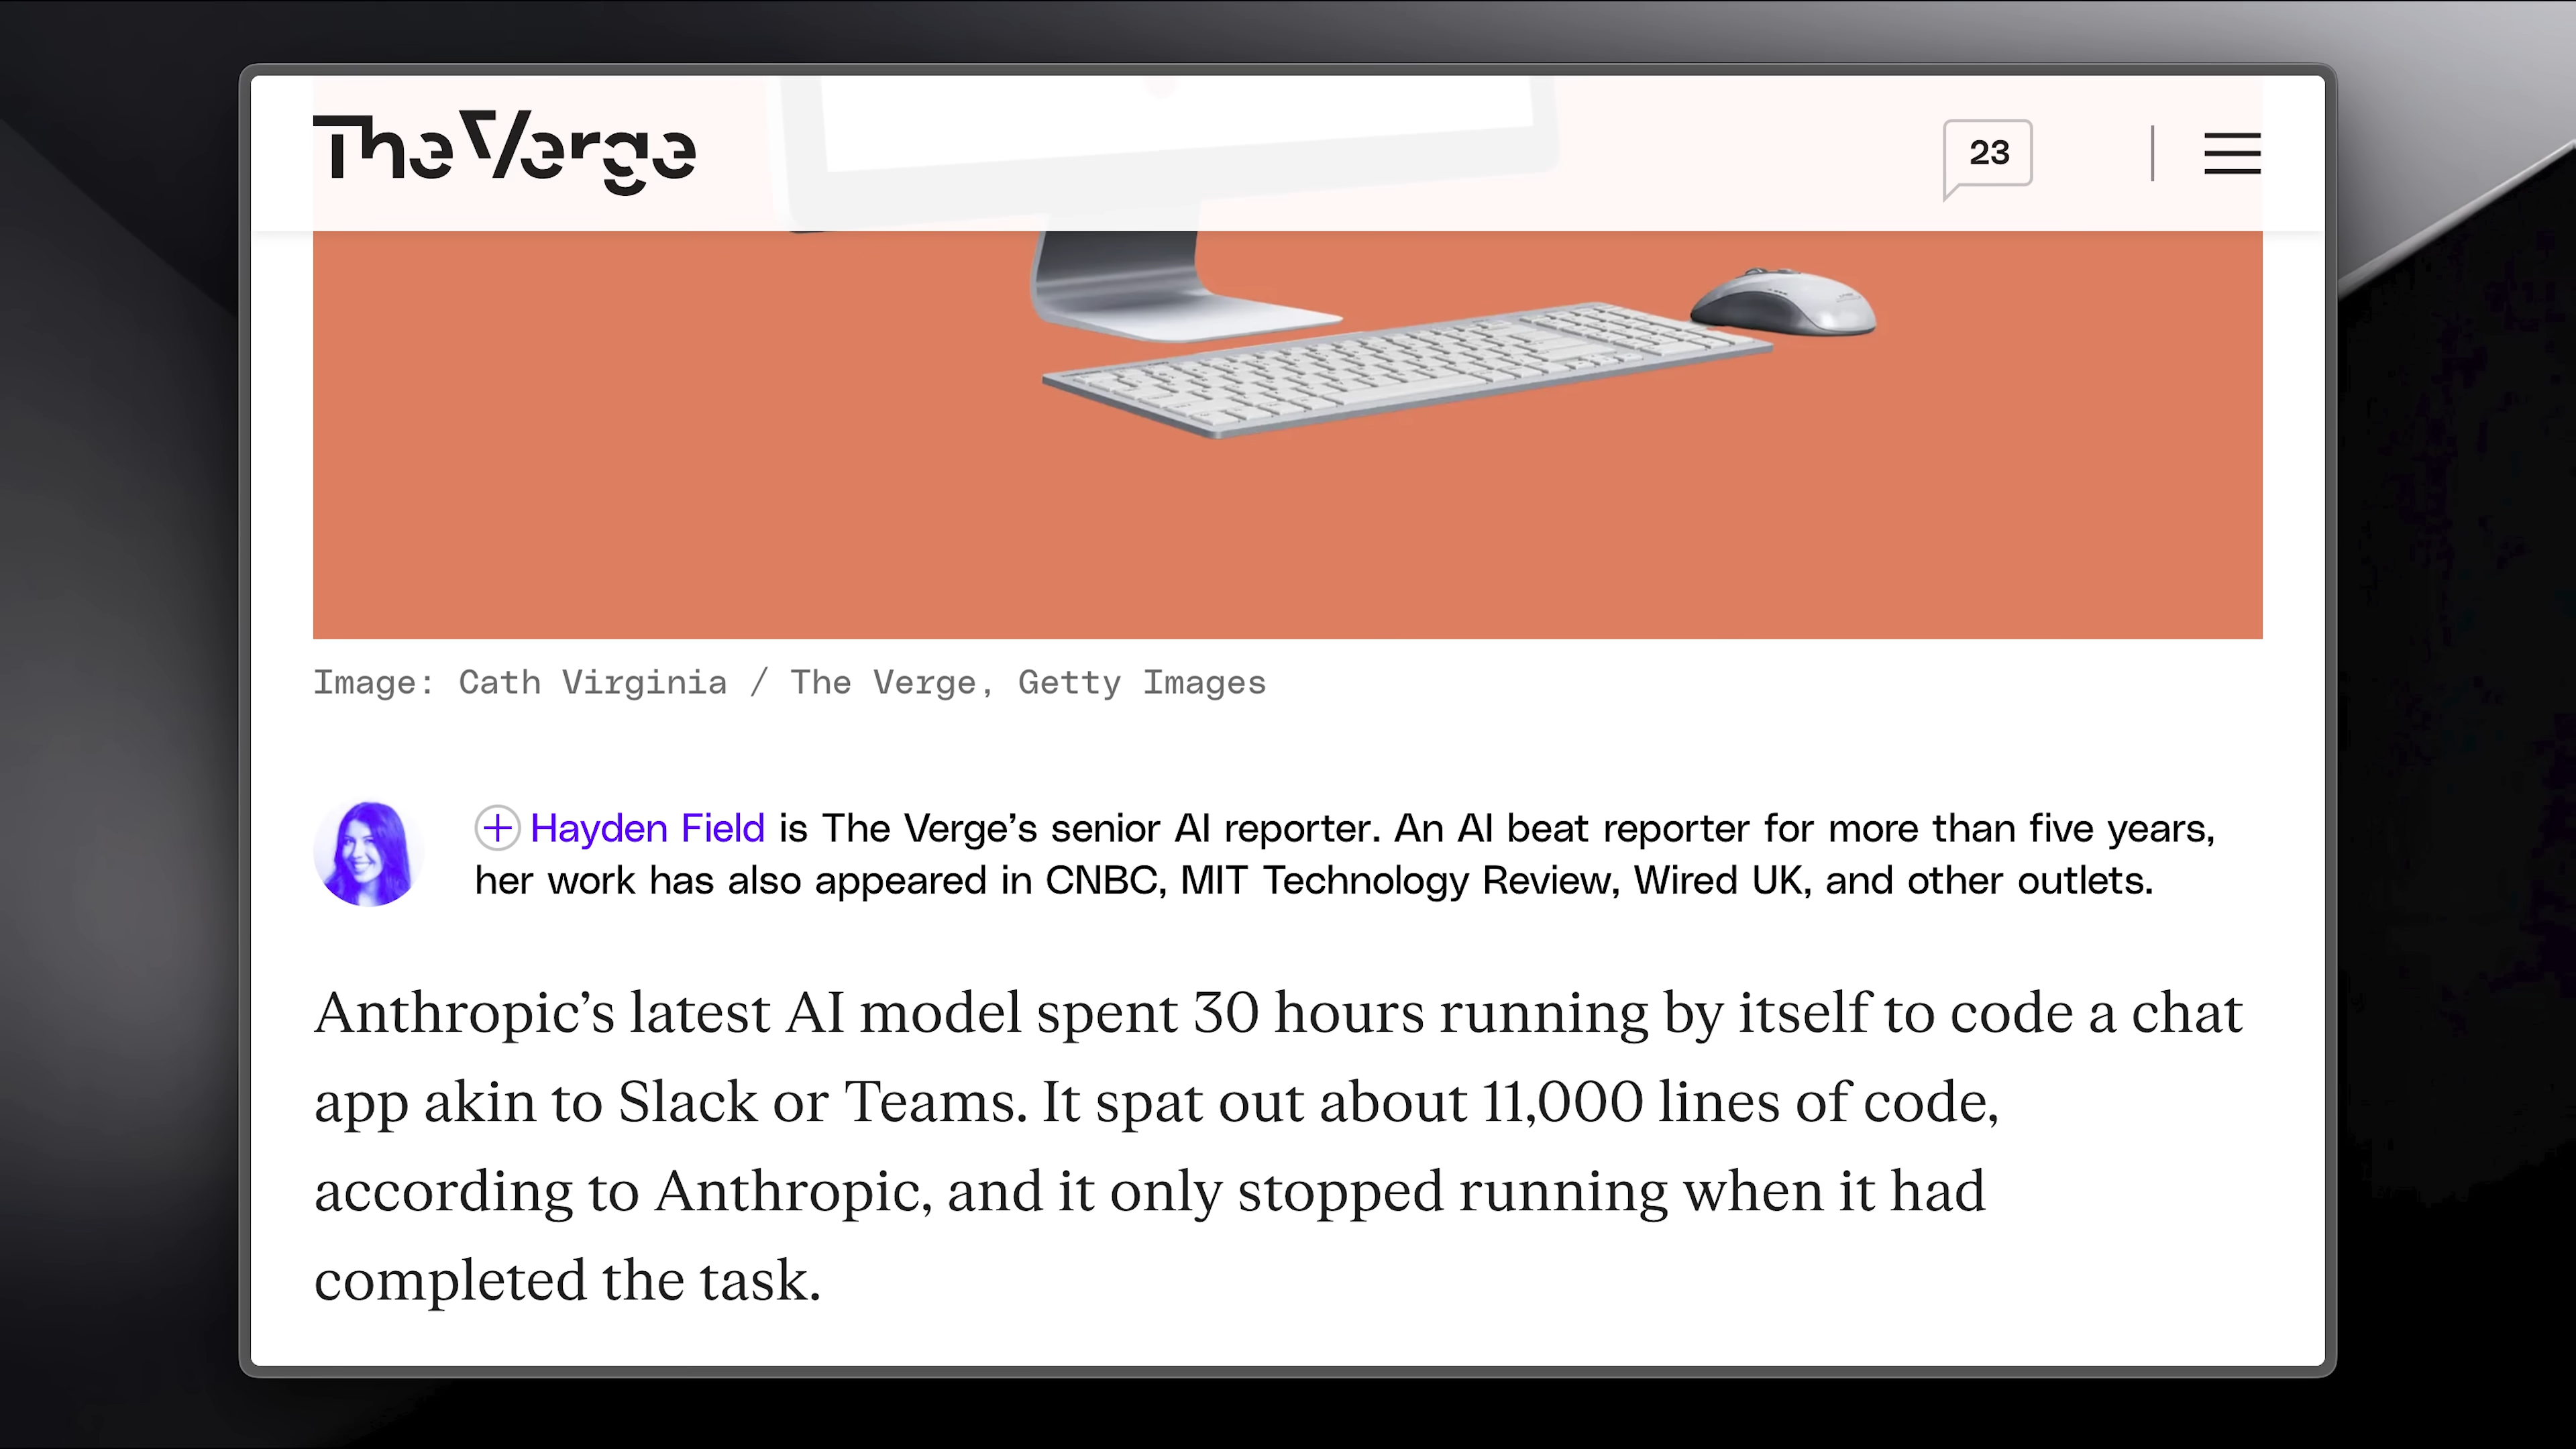 The Verge
23
Image: Cath Virginia / The Verge, Getty Images
Hayden Field is The Verge’s senior AI reporter. An AI beat reporter for more than five years,
her work has also appeared in CNBC, MIT Technology Review, Wired UK, and other outlets.
Anthropic’s latest AI model spent 30 hours running by itself to code a chat
app akin to Slack or Teams. It spat out about 11,000 lines of code,
according to Anthropic, and it only stopped running when it had
completed the task.